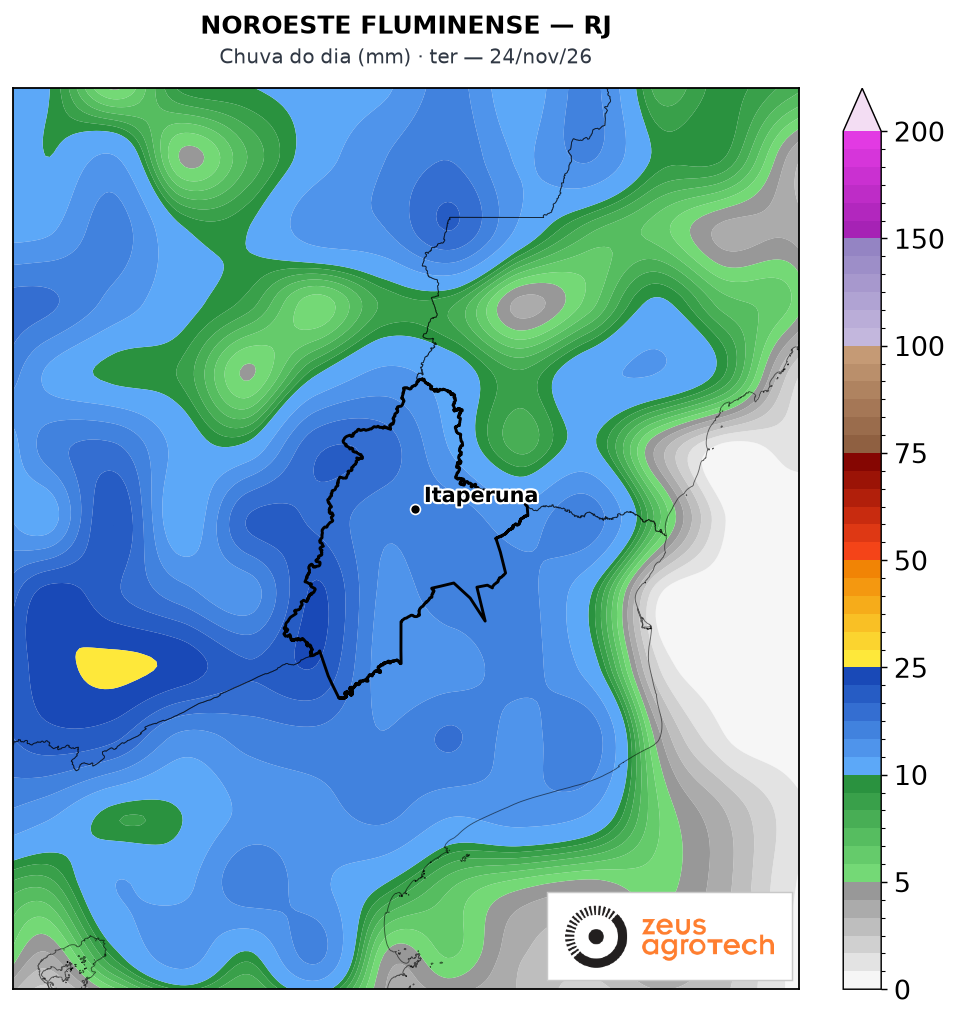 NOROESTE FLUMINENSE — RJ
Chuva do dia (mm) · ter — 24/nov/26
200
150
100
75
50
25
10
5
0
Itaperuna
zeus
agrotech